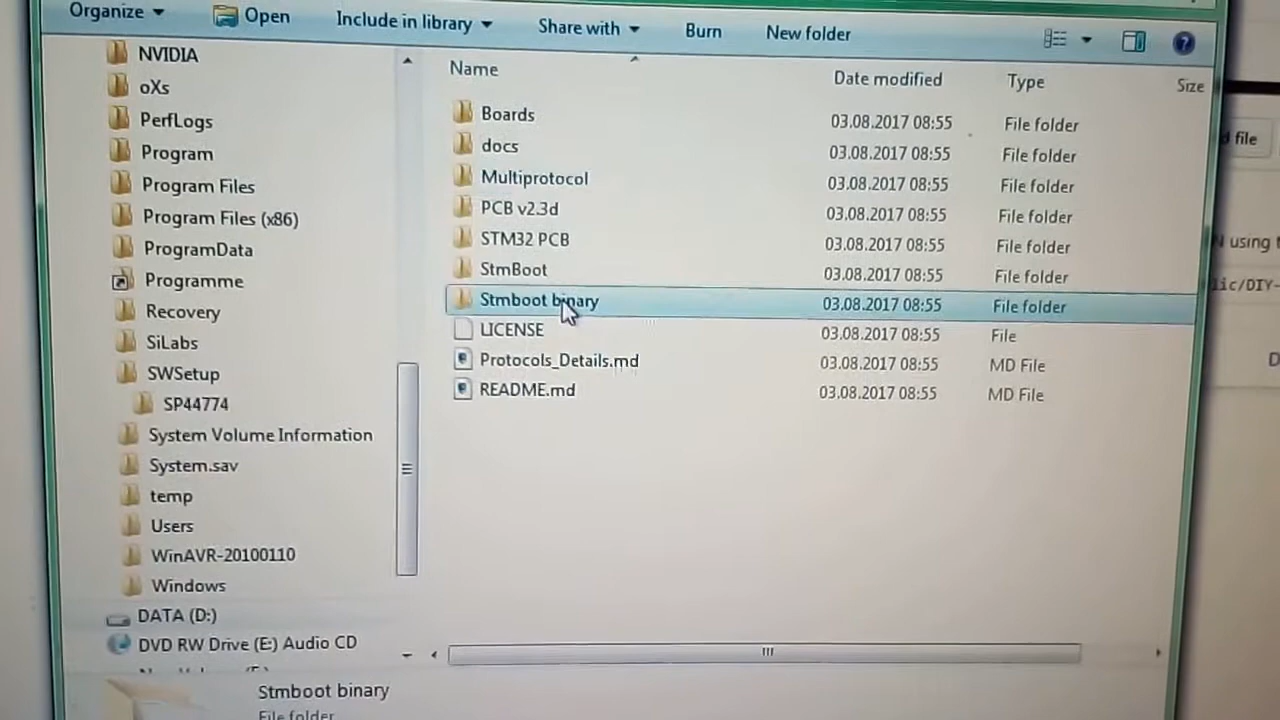 Organize Open Include in library Share with Burn New folder
Name Date modified Type Size
NVIDIA
oXs
PerfLogs
Program
Program Files
Program Files (x86)
ProgramData
Programme
Recovery
SiLabs
SWSetup
SP44774
System Volume Information
System.sav
temp
Users
WinAVR-20100110
Windows
DATA (D:)
DVD RW Drive (E:) Audio CD
Boards 03.08.2017 08:55 File folder
docs 03.08.2017 08:55 File folder
Multiprotocol 03.08.2017 08:55 File folder
PCB v2.3d 03.08.2017 08:55 File folder
STM32 PCB 03.08.2017 08:55 File folder
StmBoot 03.08.2017 08:55 File folder
Stmboot binary 03.08.2017 08:55 File folder
LICENSE 03.08.2017 08:55 File
Protocols_Details.md 03.08.2017 08:55 MD File
README.md 03.08.2017 08:55 MD File
Stmboot binary
File folder
file
using
lic/DIY-